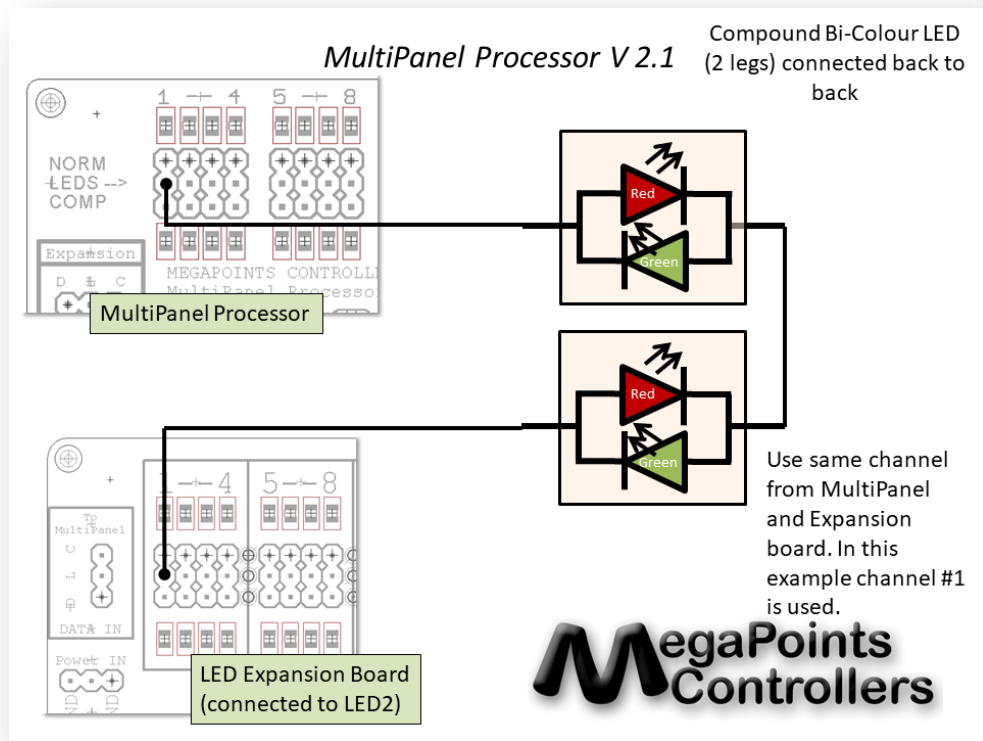 MultiPanel Processor V 2.1
Compound Bi-Colour LED
(2 legs) connected back to
back
1 4 5 8
NORM
LEDS -->
COMP
Expansion
D L C
MEGAPOINTS CONTROLL
MultiPanel Processo
MultiPanel Processor
Red
Green
Red
Green
1 4 5 8
To
MultiPanel
C
L
D
DATA IN
Power IN
GND
GND
LED Expansion Board
(connected to LED2)
Use same channel
from MultiPanel
and Expansion
board. In this
example channel #1
is used.
MegaPoints
Controllers